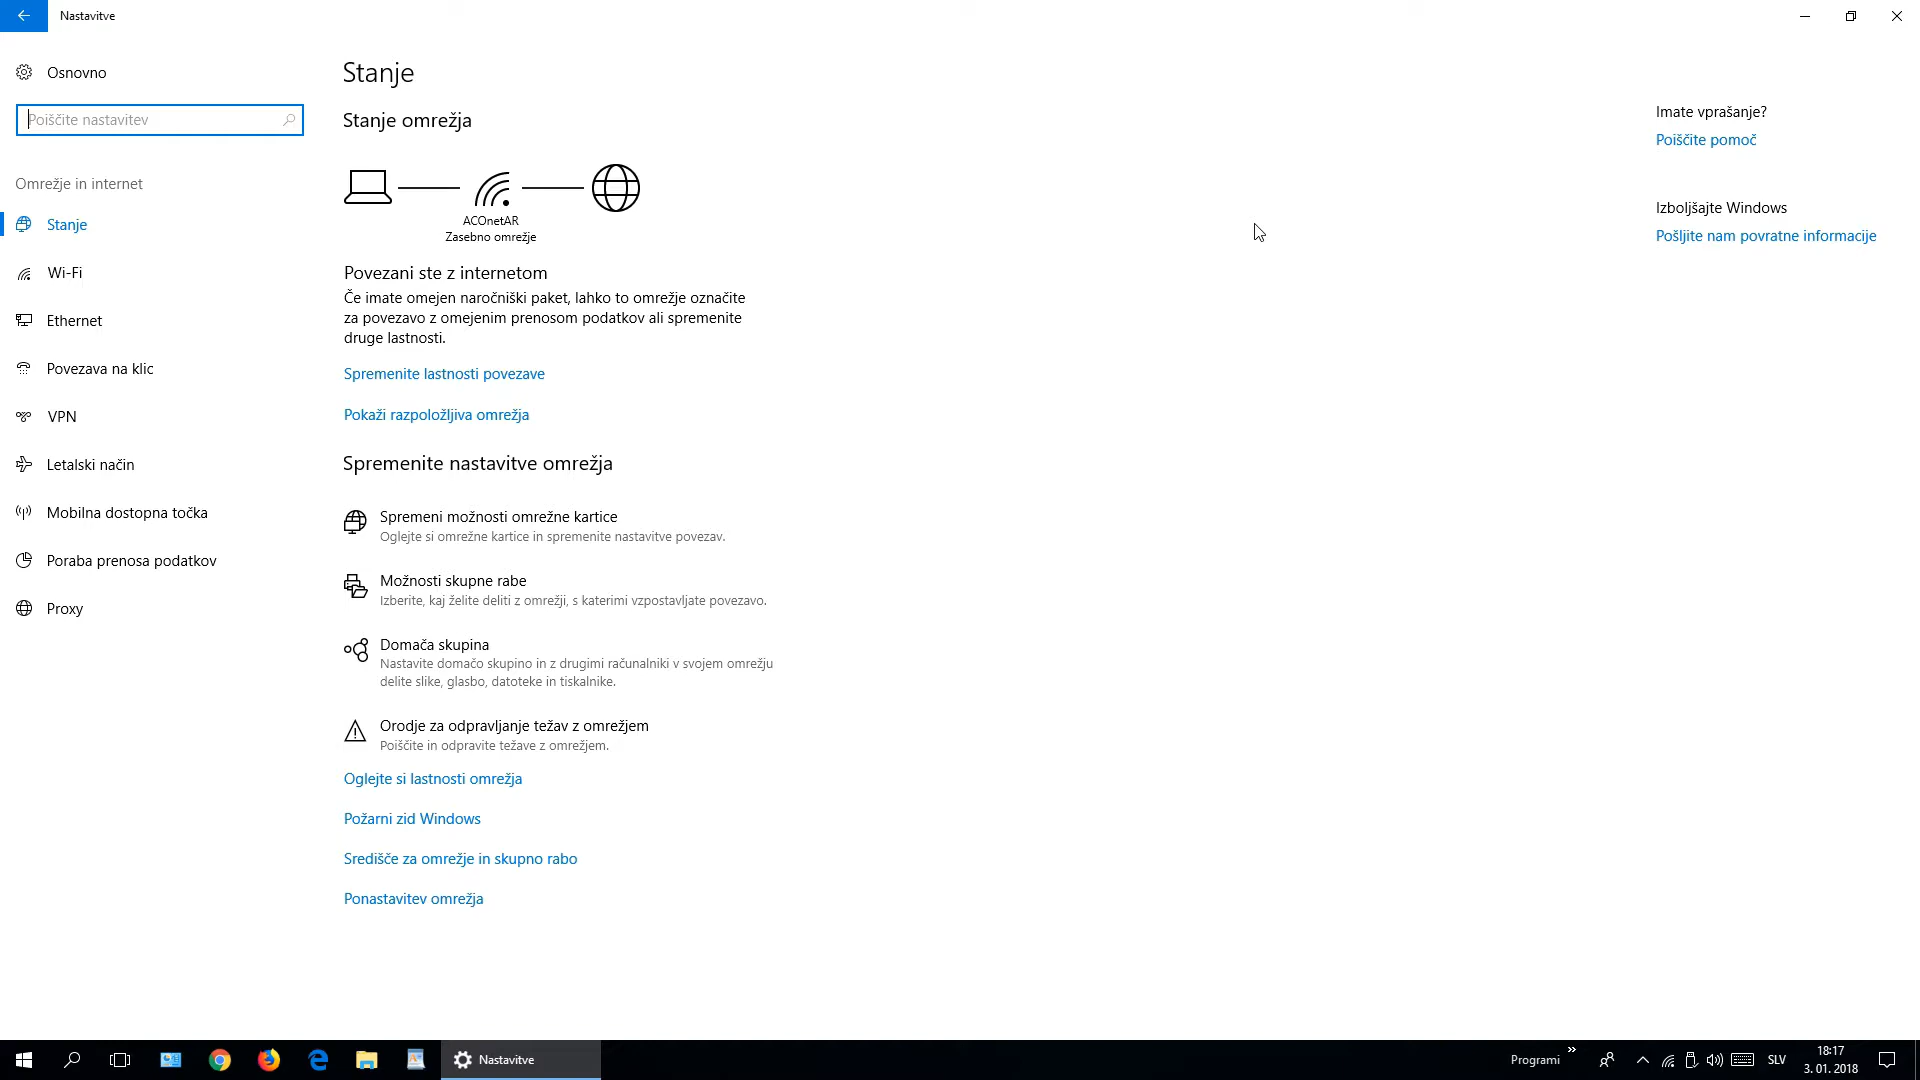 Nastavitve
Osnovno
Poiščite nastavitev
Omrežje in internet
Stanje
Wi-Fi
Ethernet
Povezava na klic
VPN
Letalski način
Mobilna dostopna točka
Poraba prenosa podatkov
Proxy
Stanje
Stanje omrežja
ACOnetAR
Zasebno omrežje
Povezani ste z internetom
Če imate omejen naročniški paket, lahko to omrežje označite
za povezavo z omejenim prenosom podatkov ali spremenite
druge lastnosti.
Spremenite lastnosti povezave
Pokaži razpoložljiva omrežja
Spremenite nastavitve omrežja
Spremeni možnosti omrežne kartice
Oglejte si omrežne kartice in spremenite nastavitve povezav.
Možnosti skupne rabe
Izberite, kaj želite deliti z omrežji, s katerimi vzpostavljate povezavo.
Domača skupina
Nastavite domačo skupino in z drugimi računalniki v svojem omrežju
delite slike, glasbo, datoteke in tiskalnike.
Orodje za odpravljanje težav z omrežjem
Poiščite in odpravite težave z omrežjem.
Oglejte si lastnosti omrežja
Požarni zid Windows
Središče za omrežje in skupno rabo
Ponastavitev omrežja
Imate vprašanje?
Poiščite pomoč
Izboljšajte Windows
Pošljite nam povratne informacije
Nastavitve
Programi
SLV
18:17
3. 01. 2018